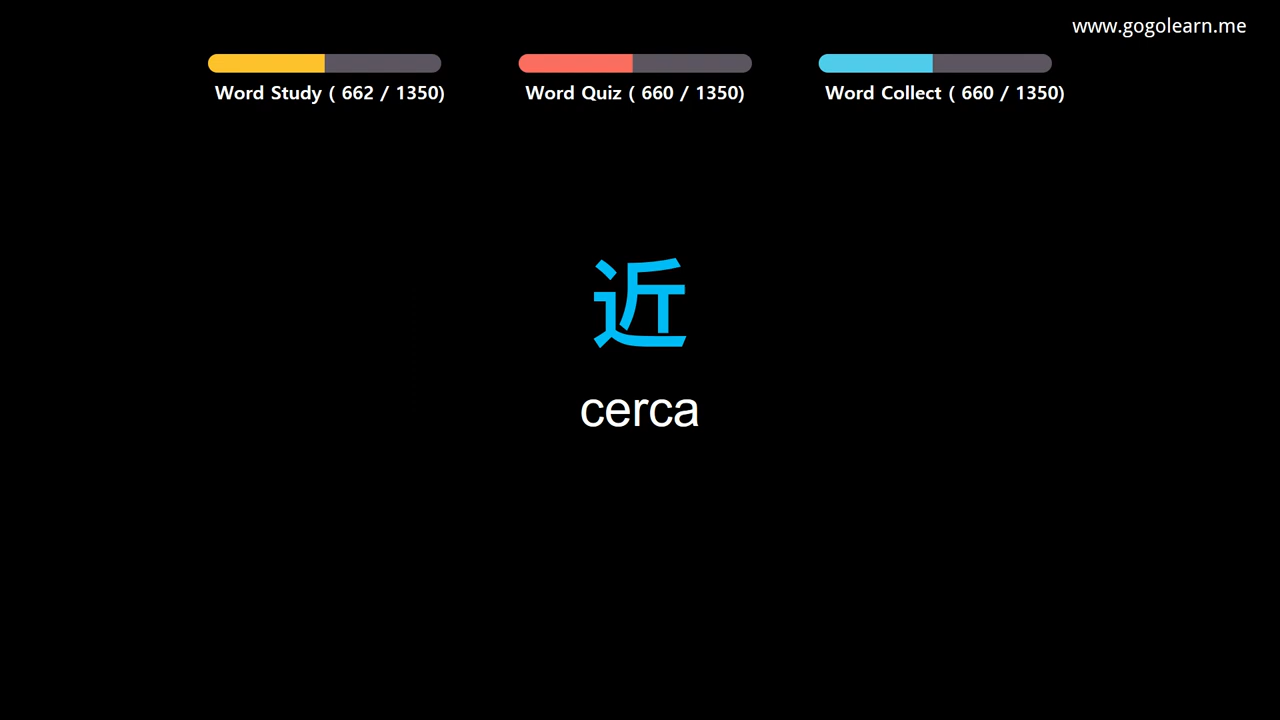 www.gogolearn.me
Word Study ( 662 / 1350)
Word Quiz ( 660 / 1350)
Word Collect ( 660 / 1350)
近
cerca